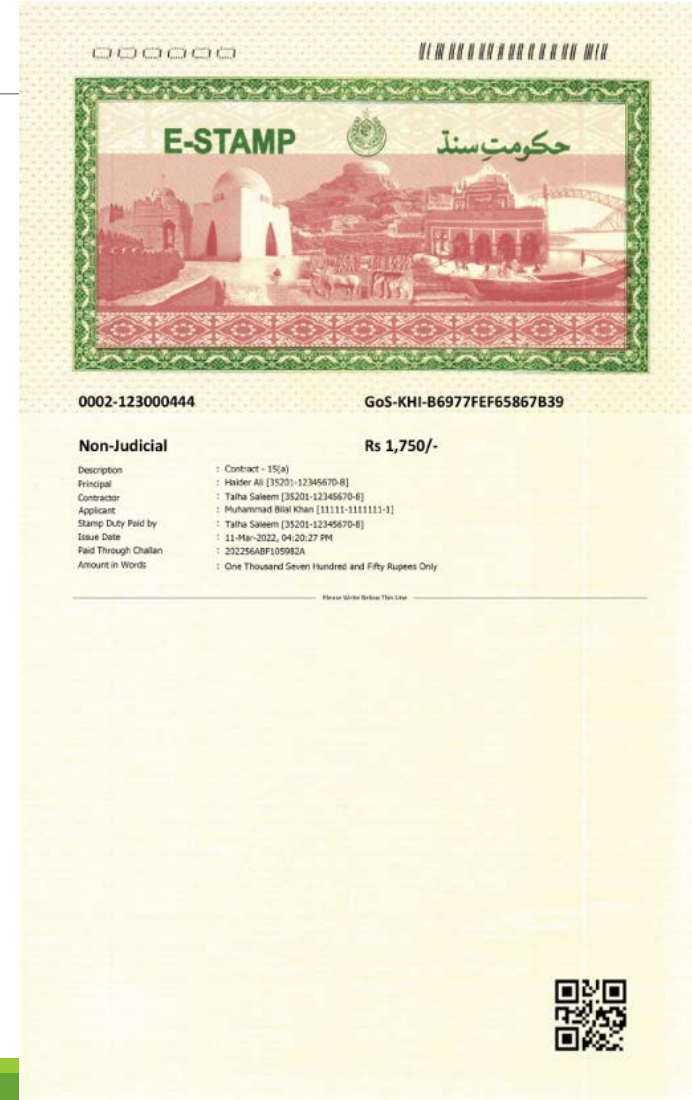 E-STAMP
حکومتِ سندھ
0002-123000444 GoS-KHI-B6977FEF65867B39
Non-Judicial Rs 1,750/-
Description : Contract - 15(a)
Principal : Haider Ali [35201-12345670-8]
Contractor : Talha Saleem [35201-12345670-8]
Applicant : Muhammad Bilal Khan [11111-1111111-1]
Stamp Duty Paid by : Talha Saleem [35201-12345670-8]
Issue Date : 11-Mar-2022, 04:20:27 PM
Paid Through Challan : 202256ABF105982A
Amount in Words : One Thousand Seven Hundred and Fifty Rupees Only
Please Write Below This Line